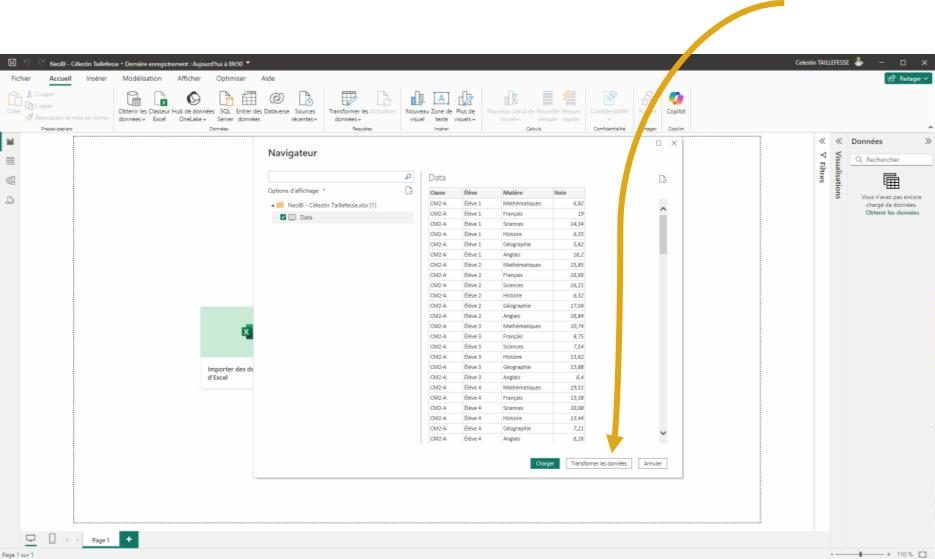 NeoBI - Célestin Taillefesse • Dernière enregistrement : Aujourd'hui à 09:50
Celestin TAILLEFESSE
Fichier Accueil Insérer Modélisation Afficher Optimiser Aide
Partager
Coller
Couper
Copier
Reproduire la mise en forme
Presse-papiers
Obtenir les données
Classeur Excel
Hub de données OneLake
SQL Server
Entrer des données
Dataverse
Sources récentes
Données
Transformer les données
Actualiser
Requêtes
Nouveau visuel
Zone de texte
Plus de visuels
Insérer
Nouveau calcul de visuel
Nouvelle mesure
Mesure rapide
Calculs
Confidentialité
Confidentialité
Copilot
Copilot
Navigateur
Options d'affichage
NeoBI - Célestin Taillefesse.xlsx [1]
Data
Data
Classe Élève Matière Note
CM2-A Élève 1 Mathématiques 6,82
CM2-A Élève 1 Français 19
CM2-A Élève 1 Sciences 14,54
CM2-A Élève 1 Histoire 6,55
CM2-A Élève 1 Géographie 5,62
CM2-A Élève 1 Anglais 16,2
CM2-A Élève 2 Mathématiques 15,85
CM2-A Élève 2 Français 18,66
CM2-A Élève 2 Sciences 16,21
CM2-A Élève 2 Histoire 6,32
CM2-A Élève 2 Géographie 17,04
CM2-A Élève 2 Anglais 16,84
CM2-A Élève 3 Mathématiques 10,74
CM2-A Élève 3 Français 8,75
CM2-A Élève 3 Sciences 7,54
CM2-A Élève 3 Histoire 15,62
CM2-A Élève 3 Géographie 13,88
CM2-A Élève 3 Anglais 6,4
CM2-A Élève 4 Mathématiques 19,51
CM2-A Élève 4 Français 13,38
CM2-A Élève 4 Sciences 10,08
CM2-A Élève 4 Histoire 13,44
CM2-A Élève 4 Géographie 7,21
CM2-A Élève 4 Anglais 6,26
Charger Transformer les données Annuler
Importer des
d'Excel
Filtres
Visualisations
Données
Rechercher
Vous n'avez pas encore
chargé de données.
Obtenir les données
Page 1
Page 1 sur 1
110 %